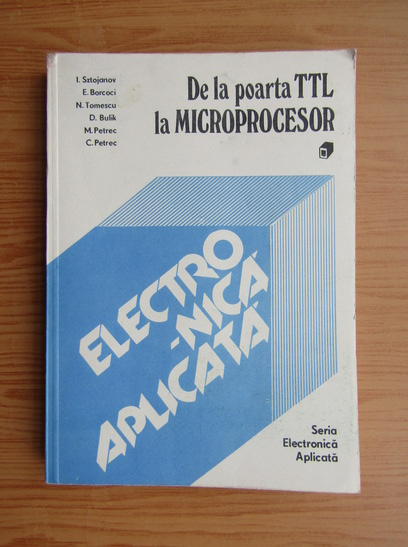 I. Sztojanov
E. Borcoci
N. Tomescu
D. Bulik
M. Petrec
C. Petrec
De la poarta TTL
la MICROPROCESOR
ELECTRO
-NICĂ
APLICATĂ
Seria
Electronică
Aplicată